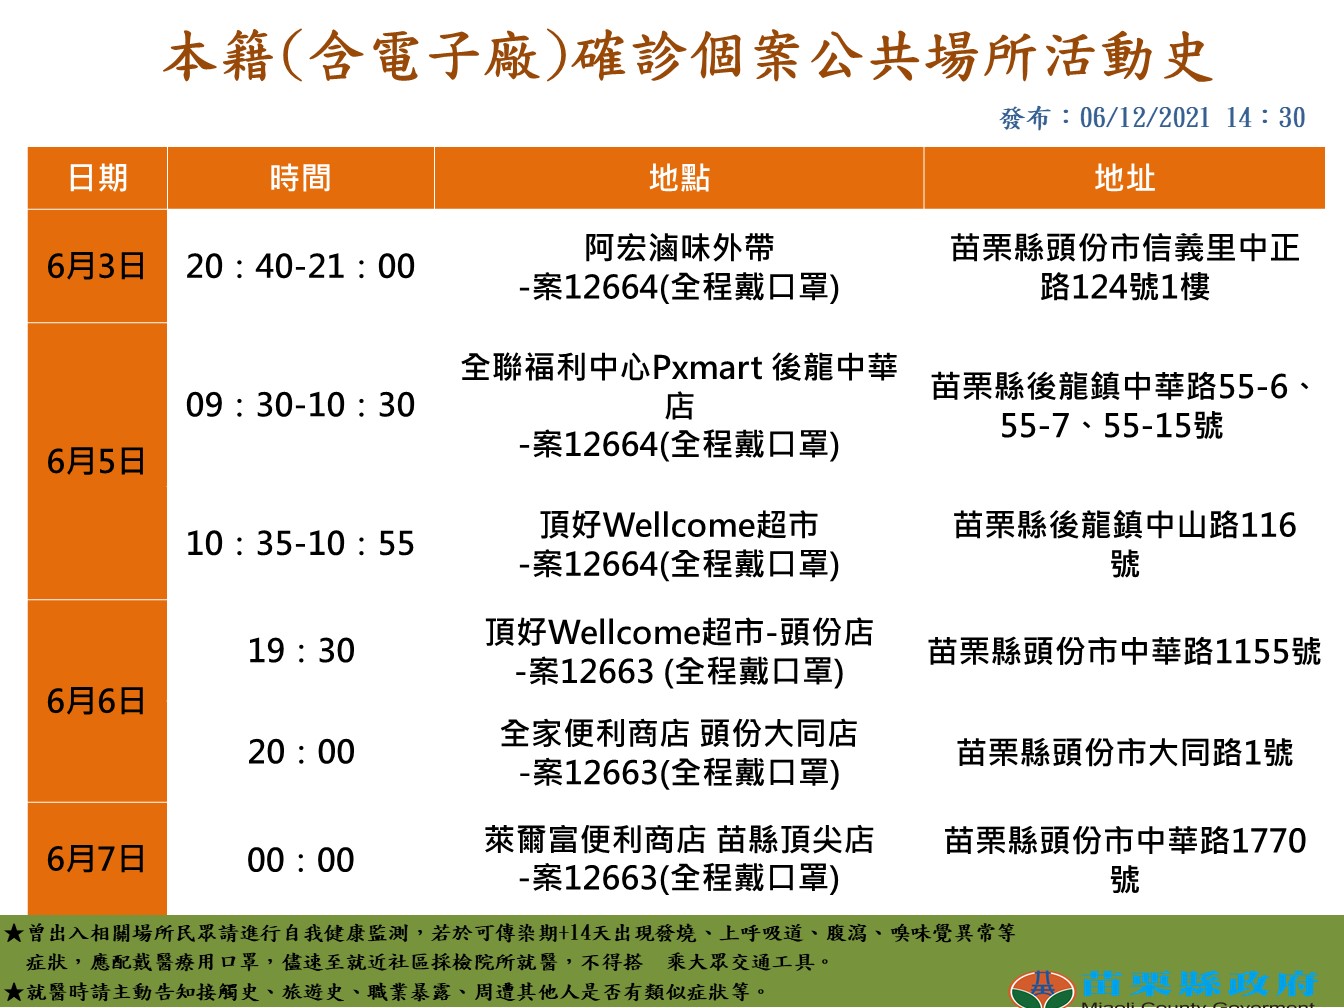 本籍(含電子廠)確診個案公共場所活動史
發布：06/12/2021 14：30
日期 時間 地點 地址
6月3日
20：40-21：00
阿宏滷味外帶
-案12664(全程戴口罩)
苗栗縣頭份市信義里中正
路124號1樓
6月5日
09：30-10：30
全聯福利中心Pxmart 後龍中華
店
-案12664(全程戴口罩)
苗栗縣後龍鎮中華路55-6、
55-7、55-15號
10：35-10：55
頂好Wellcome超市
-案12664(全程戴口罩)
苗栗縣後龍鎮中山路116
號
6月6日
19：30
頂好Wellcome超市-頭份店
-案12663 (全程戴口罩)
苗栗縣頭份市中華路1155號
20：00
全家便利商店 頭份大同店
-案12663(全程戴口罩)
苗栗縣頭份市大同路1號
6月7日
00：00
萊爾富便利商店 苗縣頂尖店
-案12663(全程戴口罩)
苗栗縣頭份市中華路1770
號
★曾出入相關場所民眾請進行自我健康監測，若於可傳染期+14天出現發燒、上呼吸道、腹瀉、嗅味覺異常等
症狀，應配戴醫療用口罩，儘速至就近社區採檢院所就醫，不得搭　乘大眾交通工具。
★就醫時請主動告知接觸史、旅遊史、職業暴露、周遭其他人是否有類似症狀等。
苗栗縣政府
Miaoli County Goverment